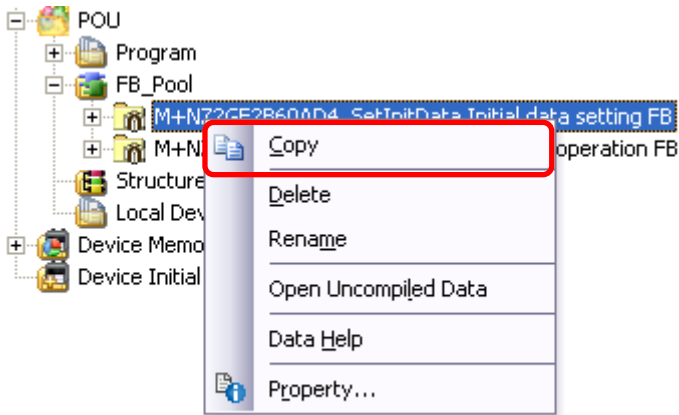 POU
Program
FB_Pool
M+NZ2GF2B60AD4_SetInitData Initial data setting FB
M+N
operation FB
Copy
Structure
Delete
Local Dev
Rename
Device Memo
Device Initial
Open Uncompiled Data
Data Help
Property...